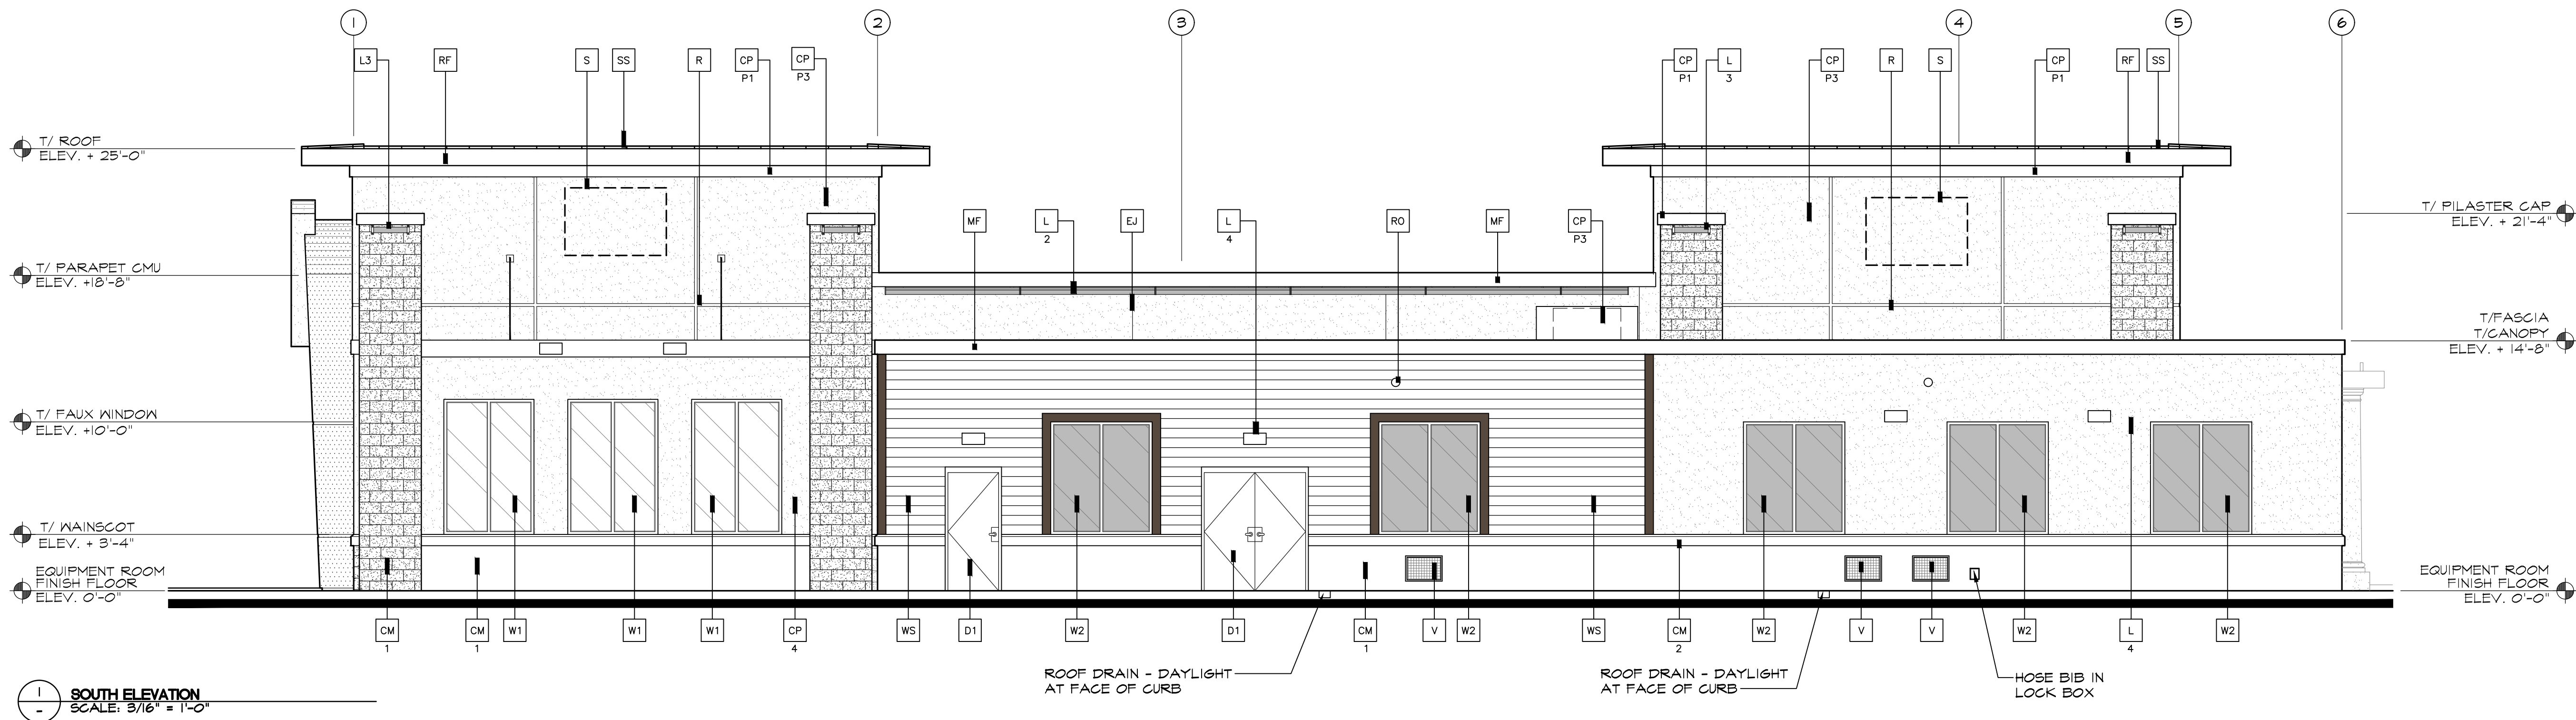 1 2 3 4 5 6
L3 RF S SS R CP CP CP L CP R S CP RF SS
P1 P3 P1 3 P3 P1
T/ ROOF
ELEV. + 25'-0"
MF L EJ L RO MF CP
2 4 P3
T/ PILASTER CAP
ELEV. + 21'-4"
T/ PARAPET CMU
ELEV. +18'-8"
T/FASCIA
T/CANOPY
ELEV. + 14'-8"
T/ FAUX WINDOW
ELEV. +10'-0"
T/ WAINSCOT
ELEV. + 3'-4"
EQUIPMENT ROOM
FINISH FLOOR
ELEV. 0'-0"
EQUIPMENT ROOM
FINISH FLOOR
ELEV. 0'-0"
CM CM W1 W1 W1 CP WS D1 W2 D1 CM V W2 WS CM W2 V V W2 L W2
1 1 4 1 2 4
ROOF DRAIN - DAYLIGHT
AT FACE OF CURB
ROOF DRAIN - DAYLIGHT
AT FACE OF CURB
HOSE BIB IN
LOCK BOX
1
-
SOUTH ELEVATION
SCALE: 3/16" = 1'-0"